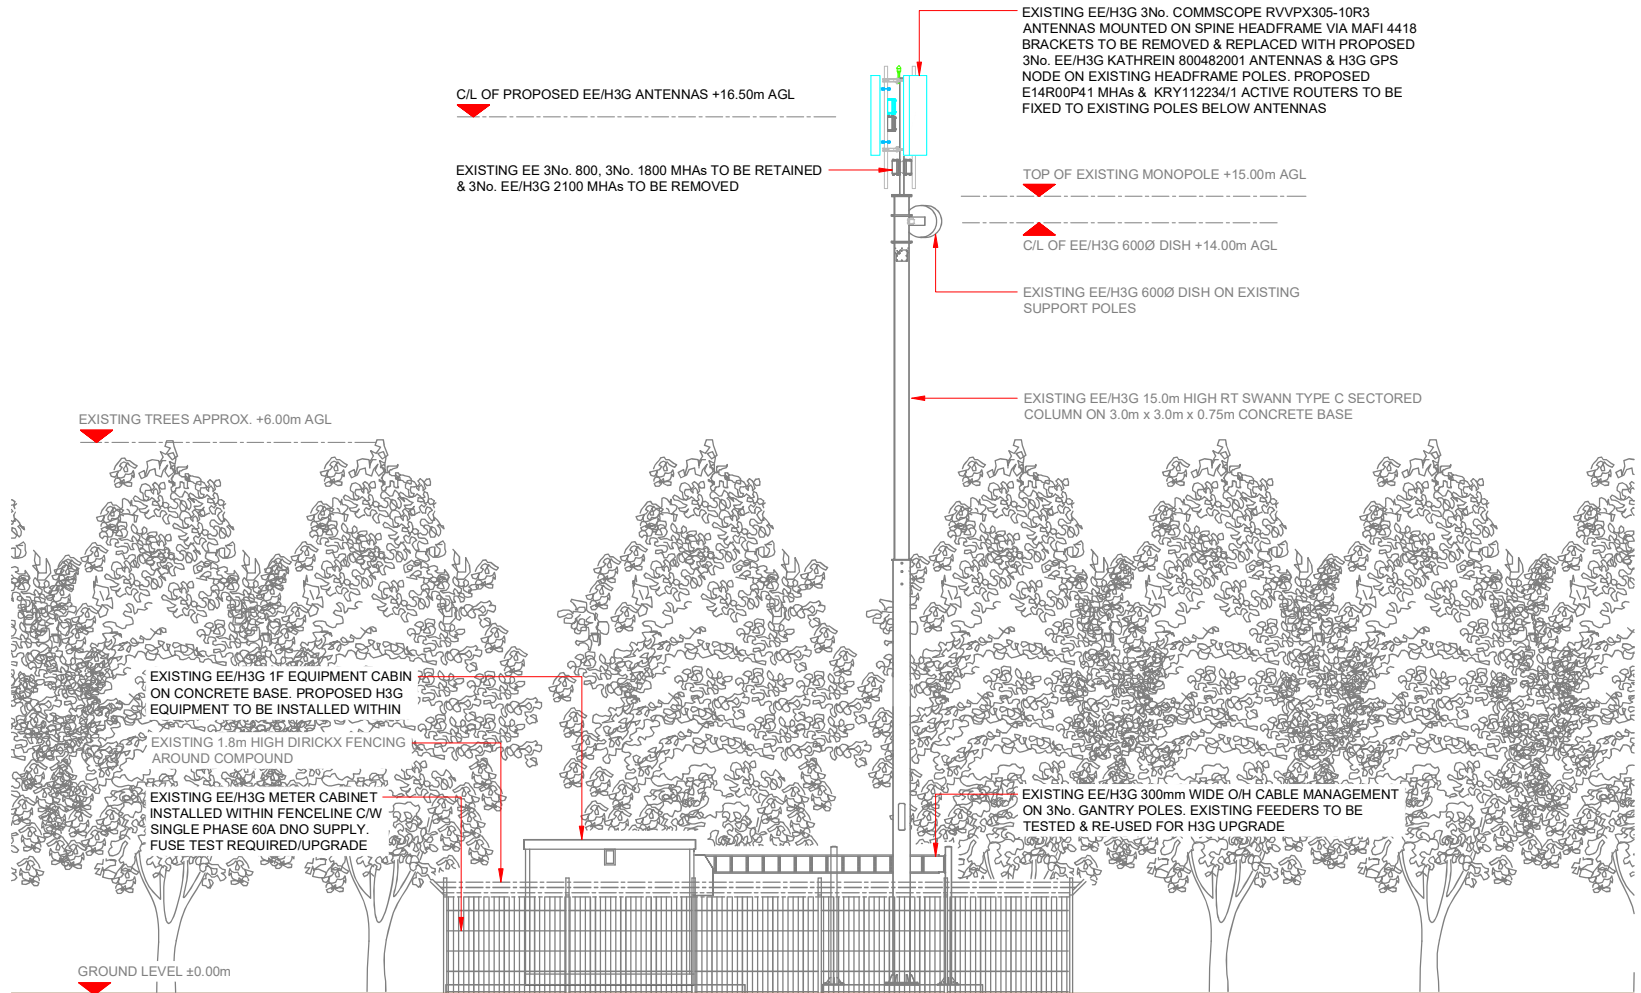 EXISTING EE/H3G 3No. COMMSCOPE RVVPX305-10R3
ANTENNAS MOUNTED ON SPINE HEADFRAME VIA MAFI 4418
BRACKETS TO BE REMOVED & REPLACED WITH PROPOSED
3No. EE/H3G KATHREIN 800482001 ANTENNAS & H3G GPS
NODE ON EXISTING HEADFRAME POLES. PROPOSED
E14R00P41 MHAs & KRY112234/1 ACTIVE ROUTERS TO BE
FIXED TO EXISTING POLES BELOW ANTENNAS
C/L OF PROPOSED EE/H3G ANTENNAS +16.50m AGL
EXISTING EE 3No. 800, 3No. 1800 MHAs TO BE RETAINED
& 3No. EE/H3G 2100 MHAs TO BE REMOVED
TOP OF EXISTING MONOPOLE +15.00m AGL
C/L OF EE/H3G 600Ø DISH +14.00m AGL
EXISTING EE/H3G 600Ø DISH ON EXISTING
SUPPORT POLES
EXISTING EE/H3G 15.0m HIGH RT SWANN TYPE C SECTORED
COLUMN ON 3.0m x 3.0m x 0.75m CONCRETE BASE
EXISTING TREES APPROX. +6.00m AGL
EXISTING EE/H3G 1F EQUIPMENT CABIN
ON CONCRETE BASE. PROPOSED H3G
EQUIPMENT TO BE INSTALLED WITHIN
EXISTING 1.8m HIGH DIRICKX FENCING
AROUND COMPOUND
EXISTING EE/H3G METER CABINET
INSTALLED WITHIN FENCELINE C/W
SINGLE PHASE 60A DNO SUPPLY.
FUSE TEST REQUIRED/UPGRADE
EXISTING EE/H3G 300mm WIDE O/H CABLE MANAGEMENT
ON 3No. GANTRY POLES. EXISTING FEEDERS TO BE
TESTED & RE-USED FOR H3G UPGRADE
GROUND LEVEL ±0.00m